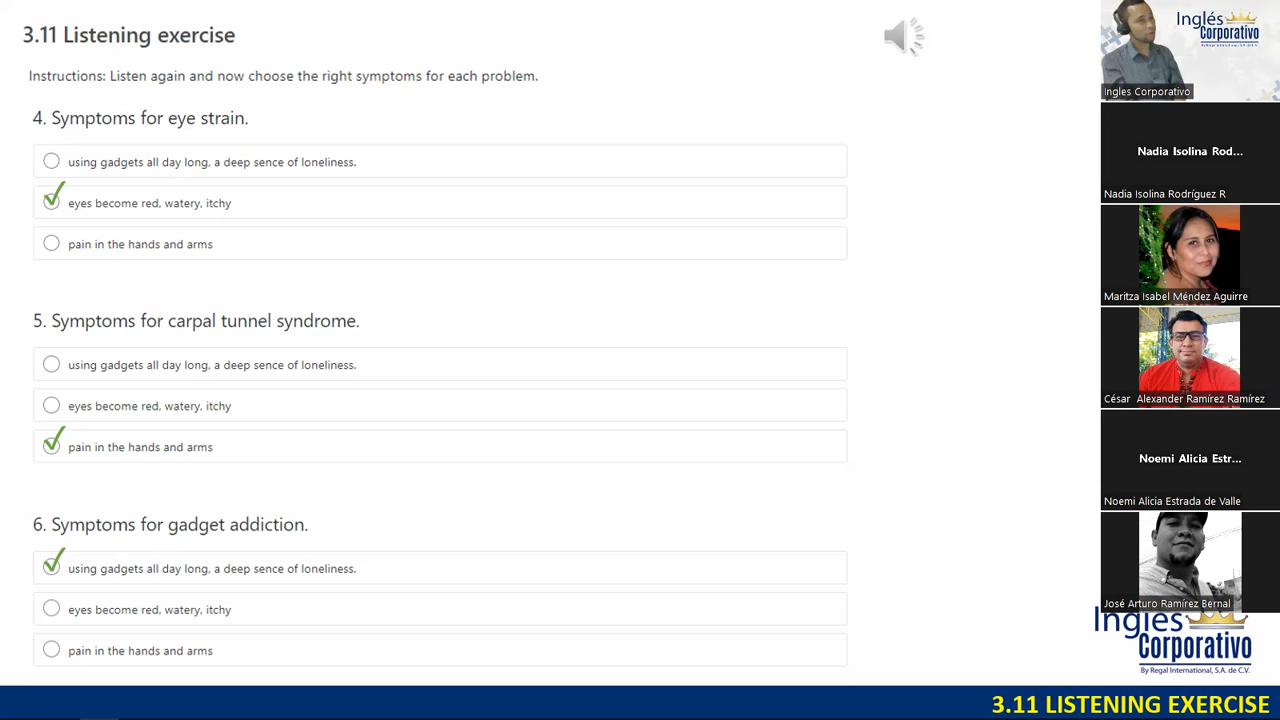 3.11 Listening exercise
Instructions: Listen again and now choose the right symptoms for each problem.
4. Symptoms for eye strain.
using gadgets all day long, a deep sence of loneliness.
eyes become red, watery, itchy
pain in the hands and arms
5. Symptoms for carpal tunnel syndrome.
using gadgets all day long, a deep sence of loneliness.
eyes become red, watery, itchy
pain in the hands and arms
6. Symptoms for gadget addiction.
using gadgets all day long, a deep sence of loneliness.
eyes become red, watery, itchy
pain in the hands and arms
Inglés
Corporativo
By Regal International, S.A. de C.V.
Ingles Corporativo
Nadia Isolina Rod...
Nadia Isolina Rodríguez R
Maritza Isabel Méndez Aguirre
César Alexander Ramírez Ramírez
Noemi Alicia Estr...
Noemi Alicia Estrada de Valle
José Arturo Ramírez Bernal
Inglés
Corporativo
By Regal International, S.A. de C.V.
3.11 LISTENING EXERCISE